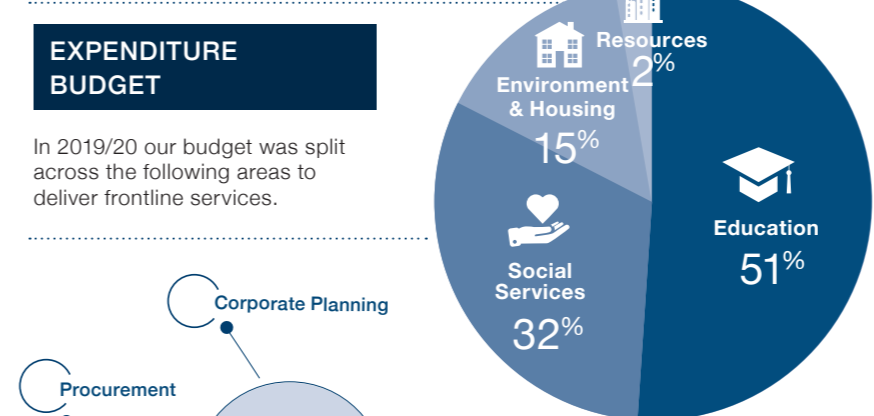 EXPENDITURE
BUDGET
In 2019/20 our budget was split
across the following areas to
deliver frontline services.
Resources
2%
Environment
& Housing
15%
Education
51%
Social
Services
32%
Corporate Planning
Procurement